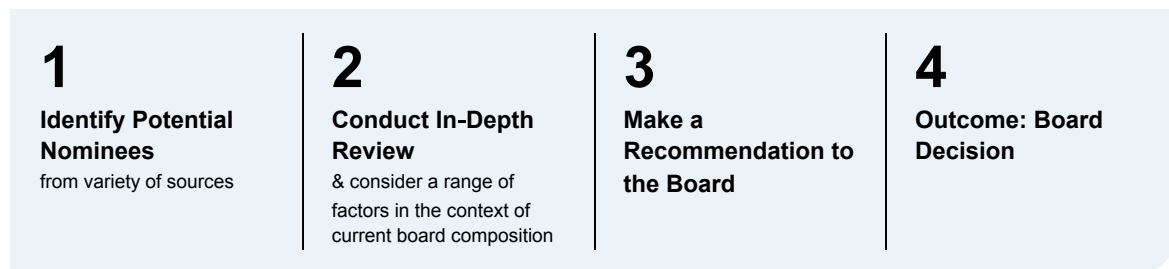 1
Identify Potential
Nominees
from variety of sources
2
Conduct In-Depth
Review
& consider a range of
factors in the context of
current board composition
3
Make a
Recommendation to
the Board
4
Outcome: Board
Decision